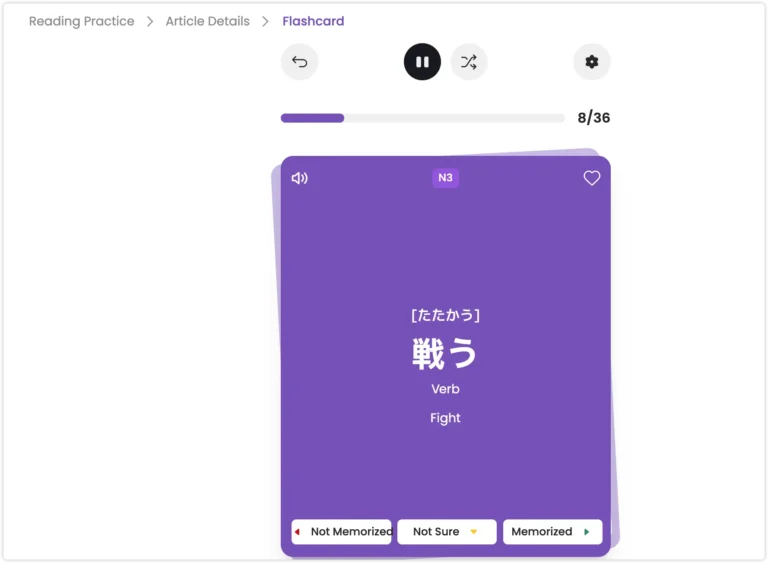 Reading Practice > Article Details > Flashcard
8/36
N3
[たたかう]
戦う
Verb
Fight
Not Memorized Not Sure Memorized